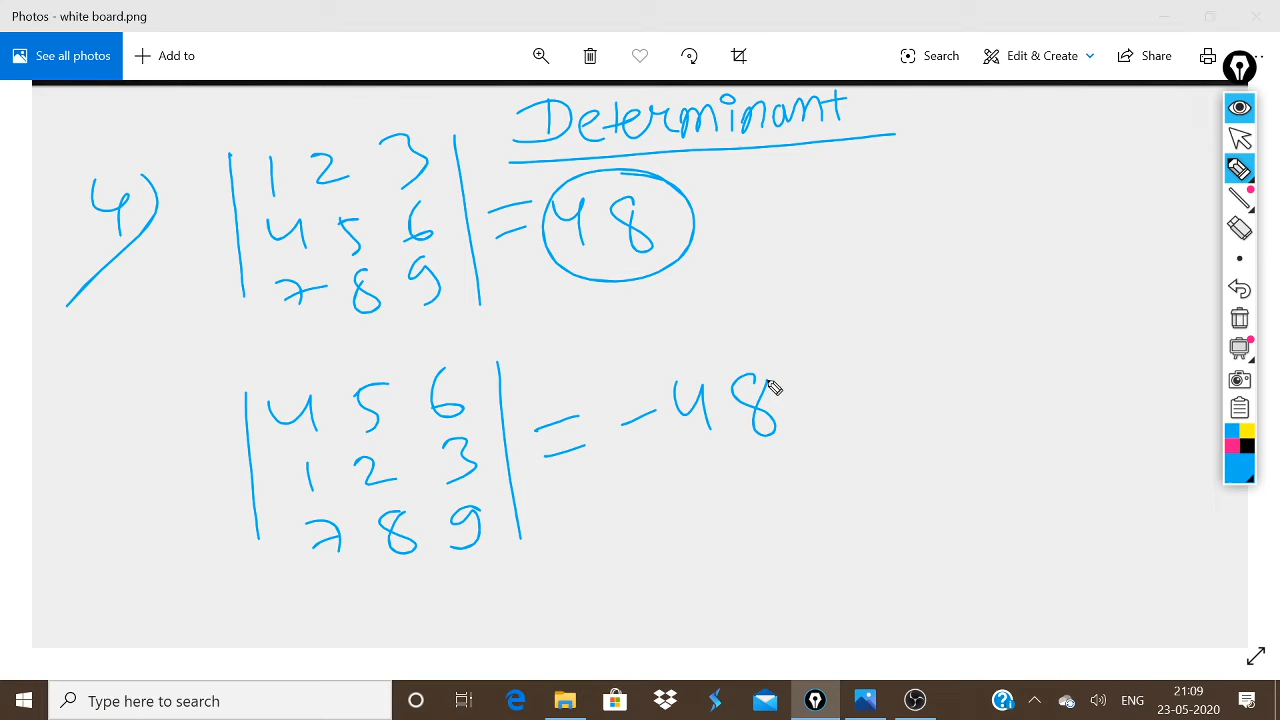 Photos - white board.png
See all photos
Add to
Search
Edit & Create
Share
Determinant
4)
1 2 3
4 5 6 = 48
7 8 9
4 5 6 = -48
1 2 3
7 8 9
Type here to search
ENG
21:09
23-05-2020